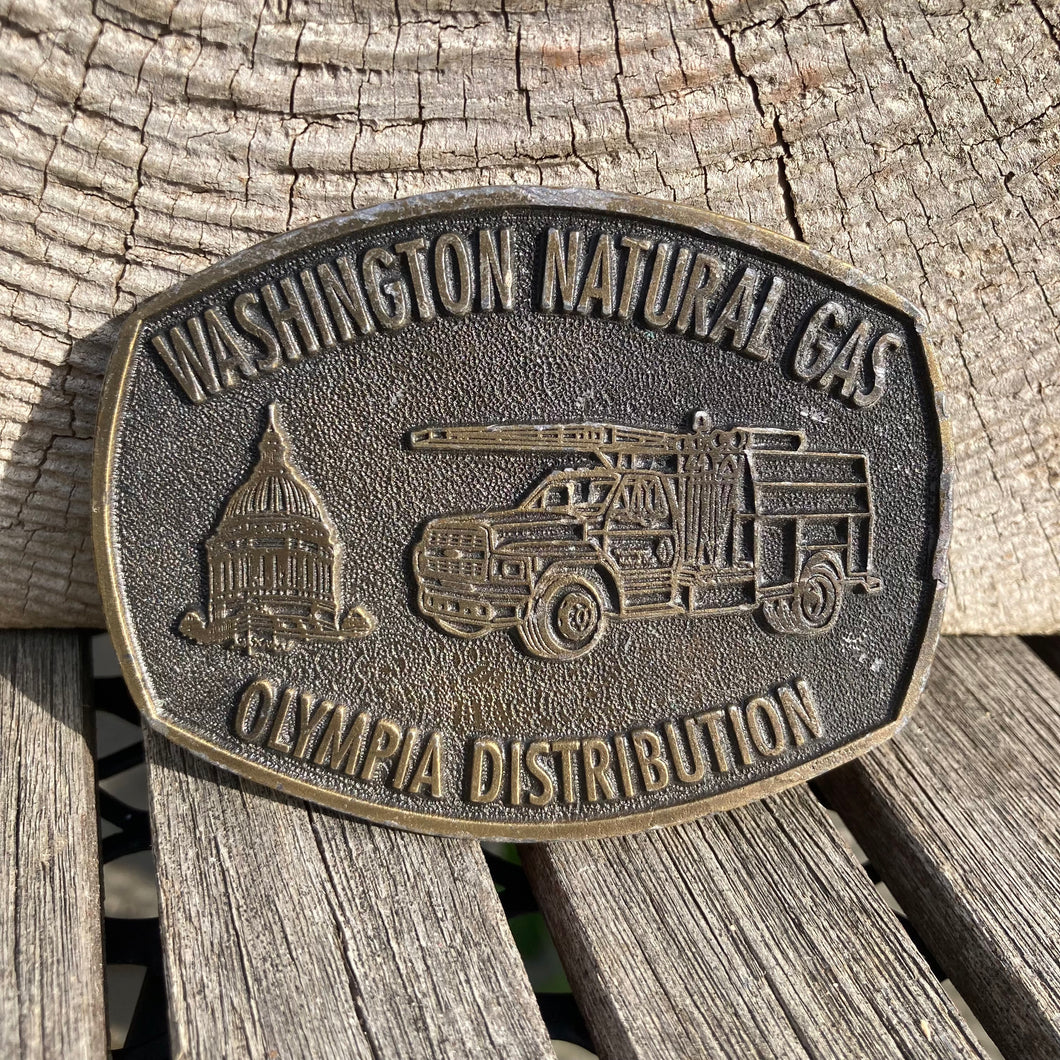 WASHINGTON NATURAL GAS
OLYMPIA DISTRIBUTION